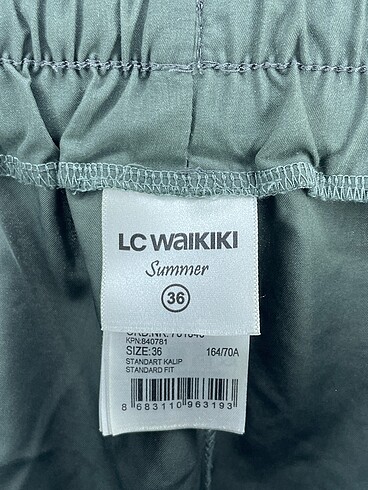 LC WAIKIKI
Summer
36
KPN:840781
SIZE:36 164/70A
STANDART KALIP
STANDARD FIT
8 683110 963193